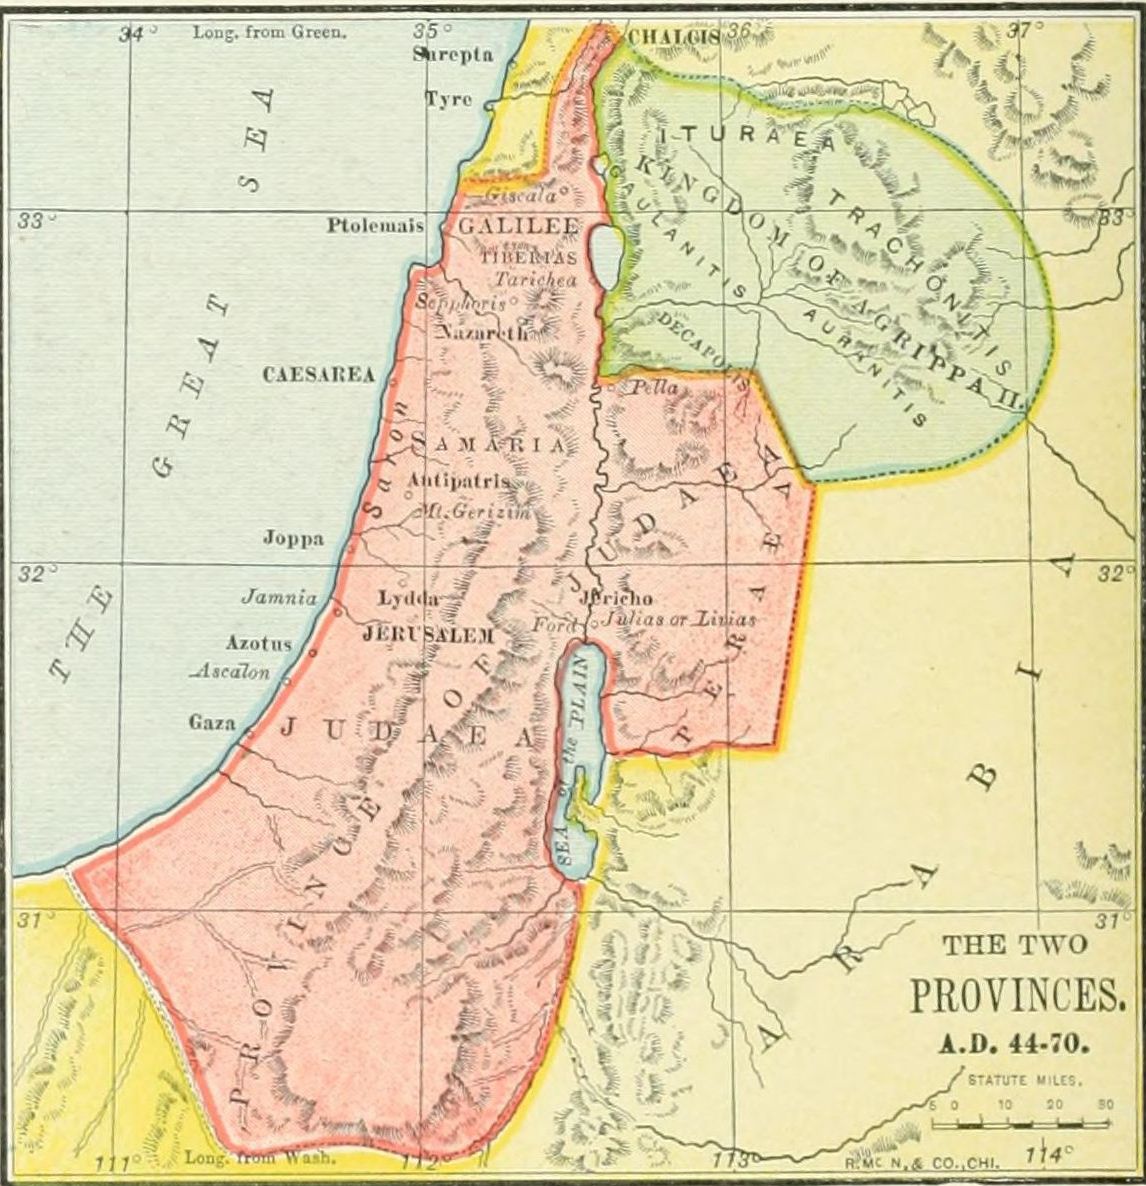 34° Long. from Green. 35° 36° 37°
CHALCIS
Sarepta
Tyre
ITURAEA
KINGDOM OF AGRIPPA II.
TRACHONITIS
GAULANITIS
AURANITIS
DECAPOLIS
33° 33°
Giscala
Ptolemais
GALILEE
TIBERIAS
Tarichea
Sepphoris
Nazareth
CAESAREA
Pella
THE GREAT SEA
SAMARIA
Saron
Antipatris
Mt. Gerizim
PROVINCE OF JUDAEA
PERAEA
Joppa
32° 32°
Jamnia
Lydda
Jericho
Ford
Julias or Livias
JERUSALEM
Azotus
Ascalon
Gaza
JUDAEA
SEA of the PLAIN
ARABIA
31° 31°
THE TWO
PROVINCES.
A.D. 44-70.
STATUTE MILES.
5 0 10 20 30
111° Long. from Wash. 112° 113° 114°
R. MC N. & CO., CHI.